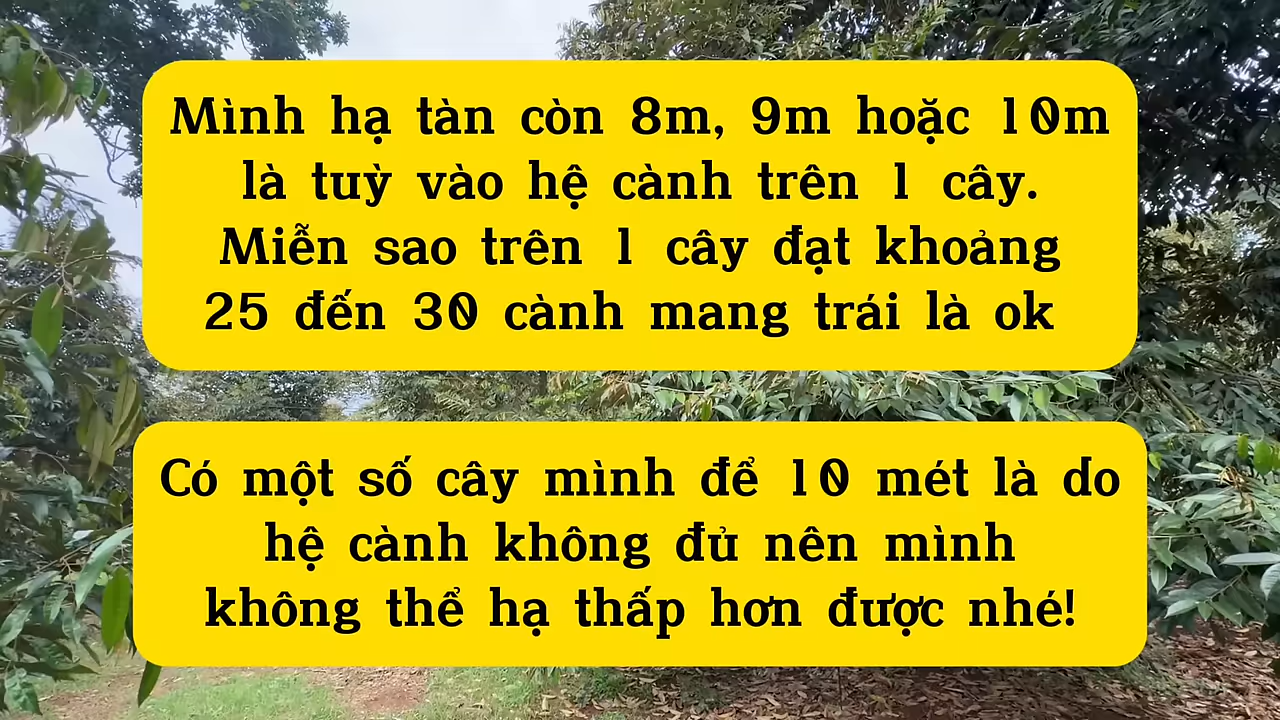 Mình hạ tàn còn 8m, 9m hoặc 10m
là tuỳ vào hệ cành trên 1 cây.
Miễn sao trên 1 cây đạt khoảng
25 đến 30 cành mang trái là ok
Có một số cây mình để 10 mét là do
hệ cành không đủ nên mình
không thể hạ thấp hơn được nhé!